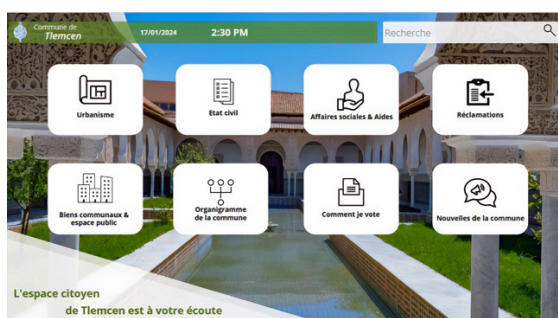 Commune de
Tlemcen
17/01/2024
2:30 PM
Recherche
Urbanisme
Etat civil
Affaires sociales & Aides
Réclamations
Biens communaux &
espace public
Organigramme
de la commune
Comment je vote
Nouvelles de la commune
L'espace citoyen
de Tlemcen est à votre écoute